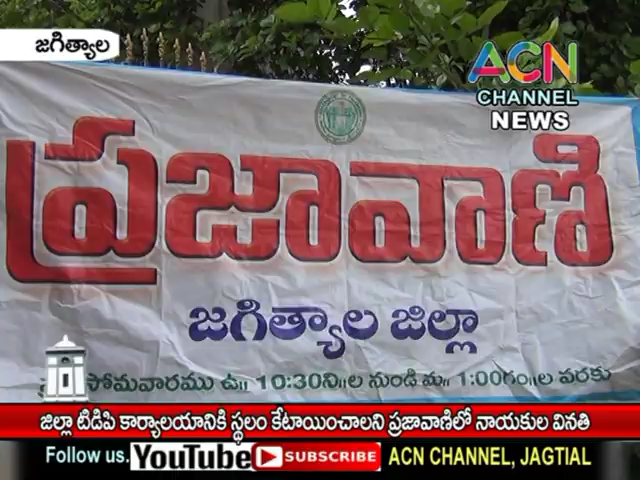 జగిత్యాల
ACN
CHANNEL
NEWS
ప్రజావాణి
జగిత్యాల జిల్లా
సోమవారము ఉ॥ 10:30ని॥ల నుండి మ॥ 1:00గం॥ల వరకు
జిల్లా టిడిపి కార్యాలయానికి స్థలం కేటాయించాలని ప్రజావాణిలో నాయకుల వినతి
Follow us. YouTube SUBSCRIBE ACN CHANNEL, JAGTIAL